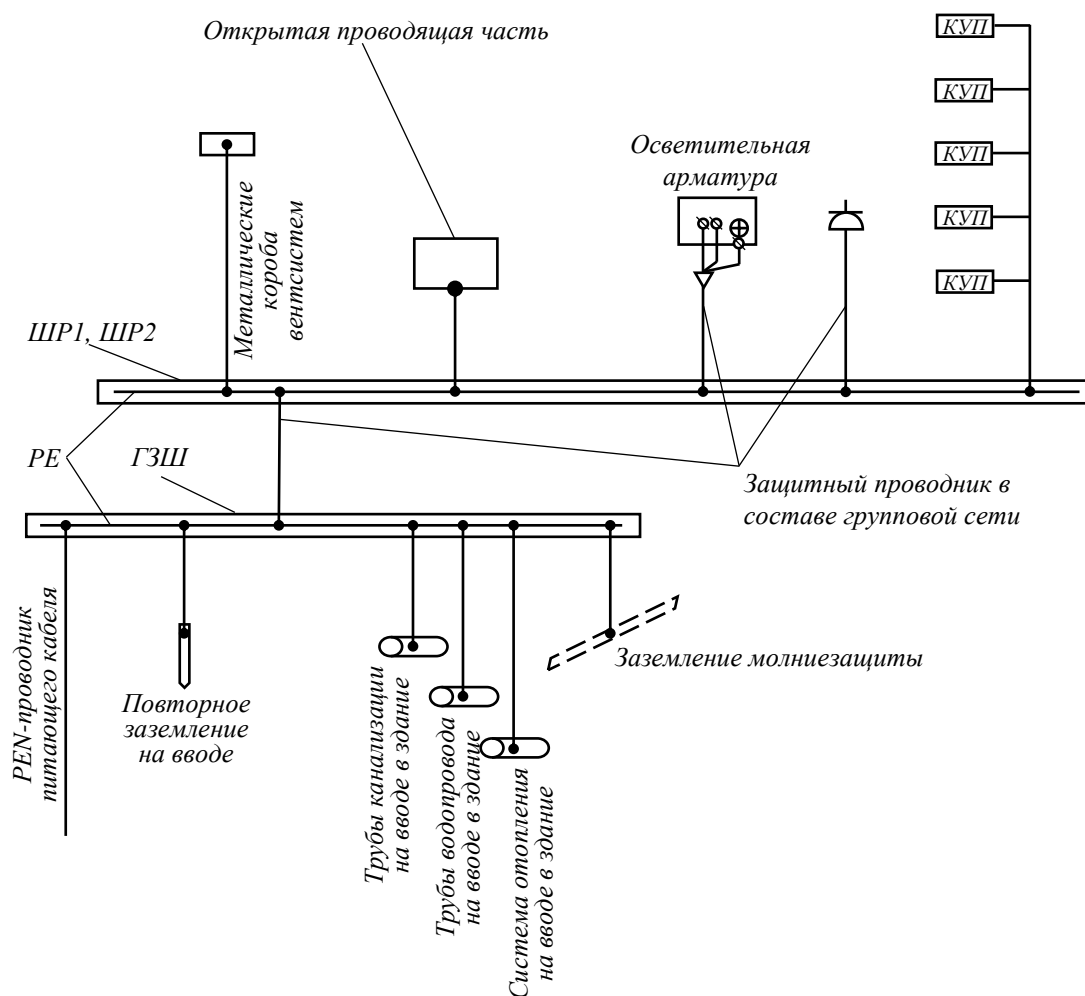 Открытая проводящая часть
КУП
КУП
КУП
КУП
КУП
Осветительная
арматура
Металлические
короба
вентсистем
ШР1, ШР2
PE
ГЗШ
Защитный проводник в
составе групповой сети
PEN-проводник
питающего кабеля
Повторное
заземление
на вводе
Трубы канализации
на вводе в здание
Трубы водопровода
на вводе в здание
Система отопления
на вводе в здание
Заземление молниезащиты